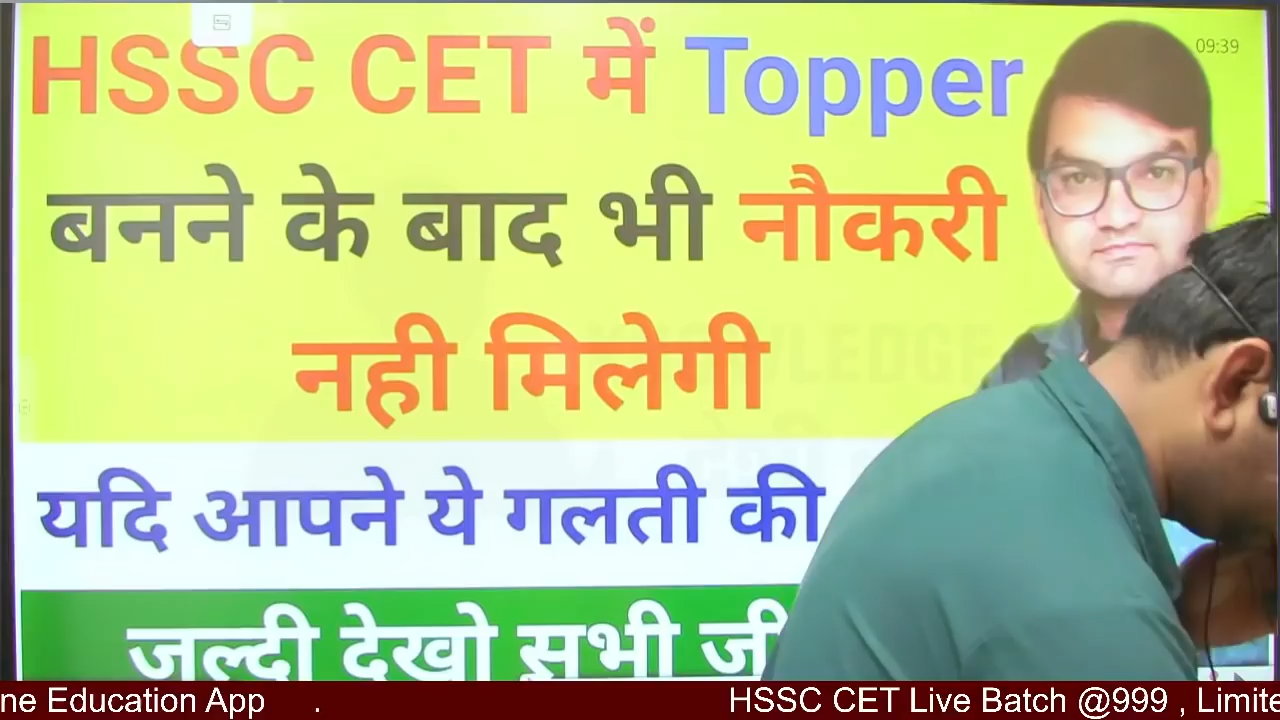 HSSC CET में Topper
09:39
बनने के बाद भी नौकरी
नही मिलेगी
यदि आपने ये गलती की
जल्दी देखो सभी
ne Education App .
HSSC CET Live Batch @999 , Limite